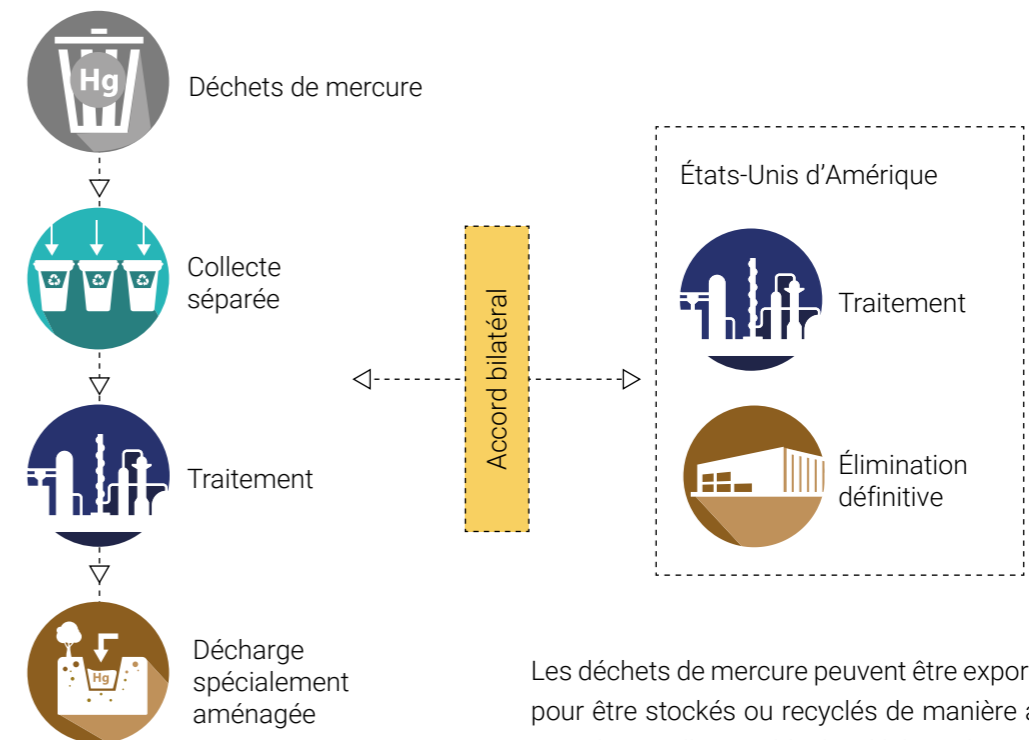 Hg
Déchets de mercure
Collecte
séparée
Traitement
Hg
Décharge
spécialement
aménagée
Accord bilatéral
États-Unis d’Amérique
Traitement
Élimination
définitive
Les déchets de mercure peuvent être expor
pour être stockés ou recyclés de manière a